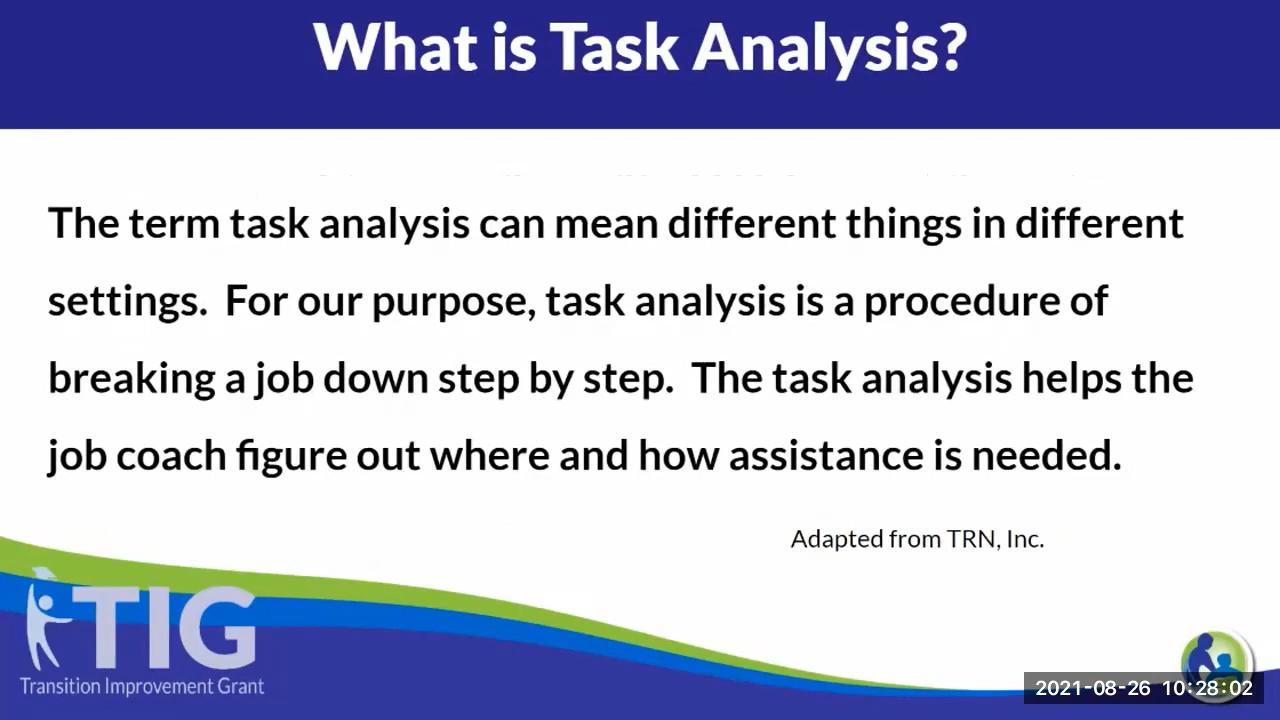 What is Task Analysis?
The term task analysis can mean different things in different
settings.  For our purpose, task analysis is a procedure of
breaking a job down step by step.  The task analysis helps the
job coach figure out where and how assistance is needed.
Adapted from TRN, Inc.
TIG
Transition Improvement Grant
2021-08-26 10:28:02